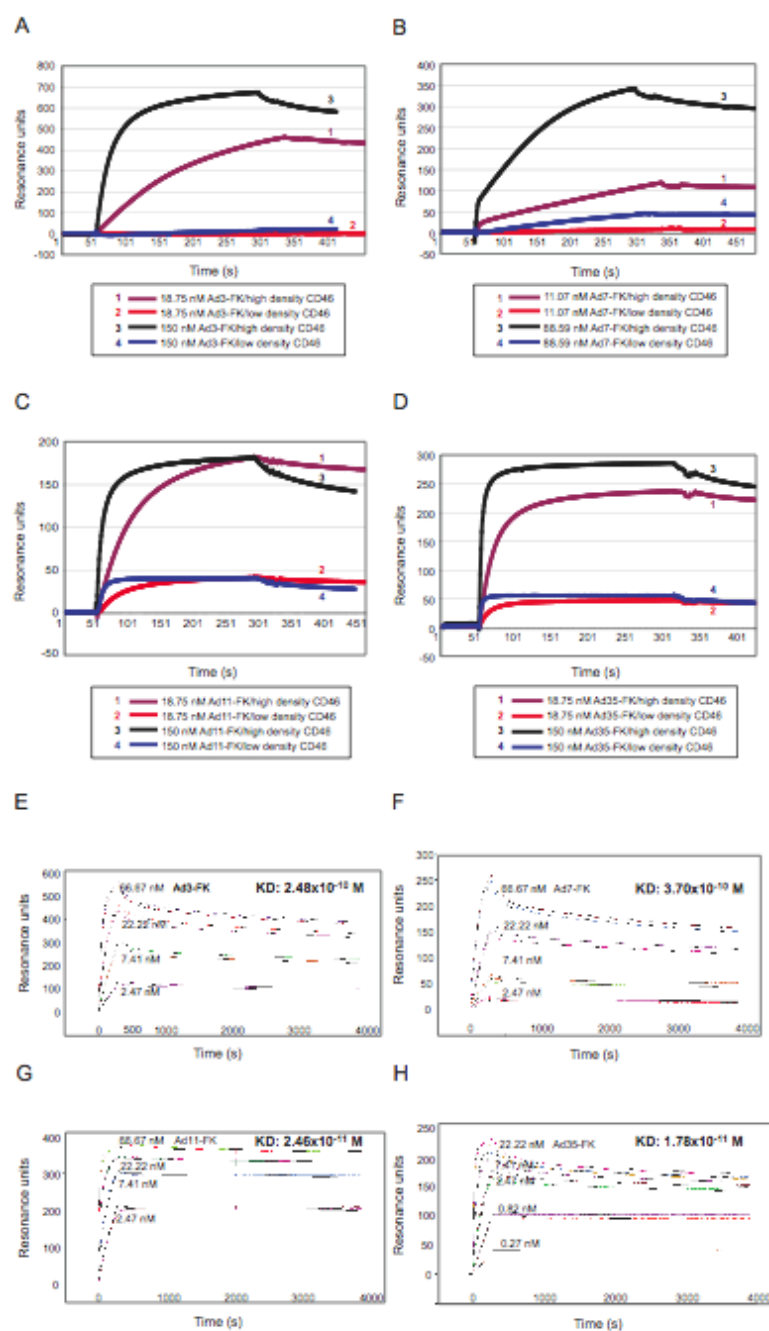 A
B
800
700
600
500
400
300
200
100
0
-100
Resonance units
3
1
4
2
1 51 101 151 201 251 301 351 401 451
Time (s)
1 18.75 nM Ad3-FK/high density CD46
2 18.75 nM Ad3-FK/low density CD46
3 150 nM Ad3-FK/high density CD46
4 150 nM Ad3-FK/low density CD46
400
350
300
250
200
150
100
50
0
-50
Resonance units
3
1
4
2
1 51 101 151 201 251 301 351 401 451
Time (s)
1 11.07 nM Ad7-FK/high density CD46
2 11.07 nM Ad7-FK/low density CD46
3 88.59 nM Ad7-FK/high density CD46
4 88.59 nM Ad7-FK/low density CD46
C
D
200
150
100
50
0
-50
Resonance units
1
3
2
4
1 51 101 151 201 251 301 351 401 451
Time (s)
1 18.75 nM Ad11-FK/high density CD46
2 18.75 nM Ad11-FK/low density CD46
3 150 nM Ad11-FK/high density CD46
4 150 nM Ad11-FK/low density CD46
300
250
200
150
100
50
0
-50
Resonance units
3
1
4
2
1 51 101 151 201 251 301 351 401
Time (s)
1 18.75 nM Ad35-FK/high density CD46
2 18.75 nM Ad35-FK/low density CD46
3 150 nM Ad35-FK/high density CD46
4 150 nM Ad35-FK/low density CD46
E
F
600
500
400
300
200
100
0
Resonance units
66.67 nM Ad3-FK KD: 2.48x10-10 M
22.22 nM
7.41 nM
2.47 nM
0 500 1000 2000 3000 4000
Time (s)
300
250
200
150
100
50
0
Resonance units
66.67 nM Ad7-FK KD: 3.70x10-10 M
22.22 nM
7.41 nM
2.47 nM
0 1000 2000 3000 4000
Time (s)
G
H
400
300
200
100
0
Resonance units
66.67 nM Ad11-FK KD: 2.46x10-11 M
22.22 nM
7.41 nM
2.47 nM
0 1000 2000 3000 4000
Time (s)
250
200
150
100
50
0
Resonance units
22.22 nM Ad35-FK KD: 1.78x10-11 M
7.41 nM
2.47 nM
0.82 nM
0.27 nM
0 1000 2000 3000 4000
Time (s)